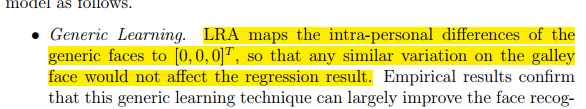 model as follows.
• Generic Learning. LRA maps the intra-personal differences of the
generic faces to [0, 0, 0]^T, so that any similar variation on the galley
face would not affect the regression result. Empirical results confirm
that this generic learning technique can largely improve the face recog-